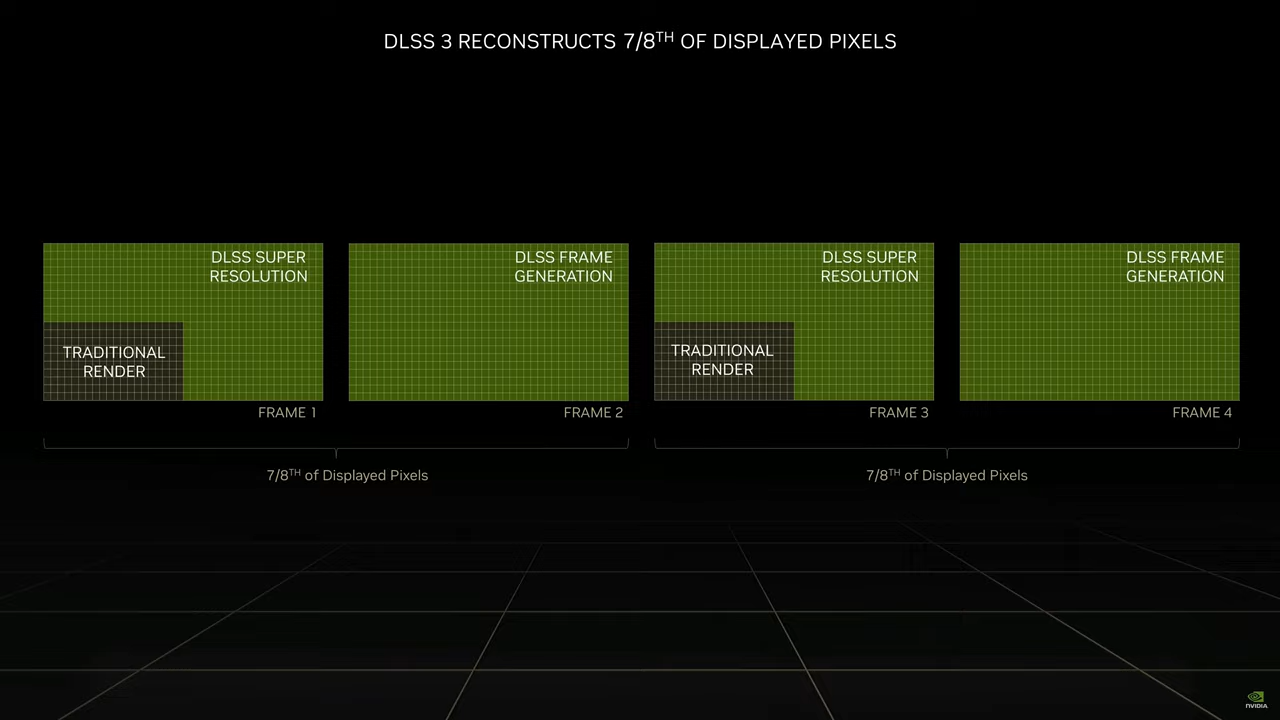 DLSS 3 RECONSTRUCTS 7/8TH OF DISPLAYED PIXELS
DLSS SUPER
RESOLUTION
TRADITIONAL
RENDER
FRAME 1
DLSS FRAME
GENERATION
FRAME 2
DLSS SUPER
RESOLUTION
TRADITIONAL
RENDER
FRAME 3
DLSS FRAME
GENERATION
FRAME 4
7/8TH of Displayed Pixels
7/8TH of Displayed Pixels
NVIDIA